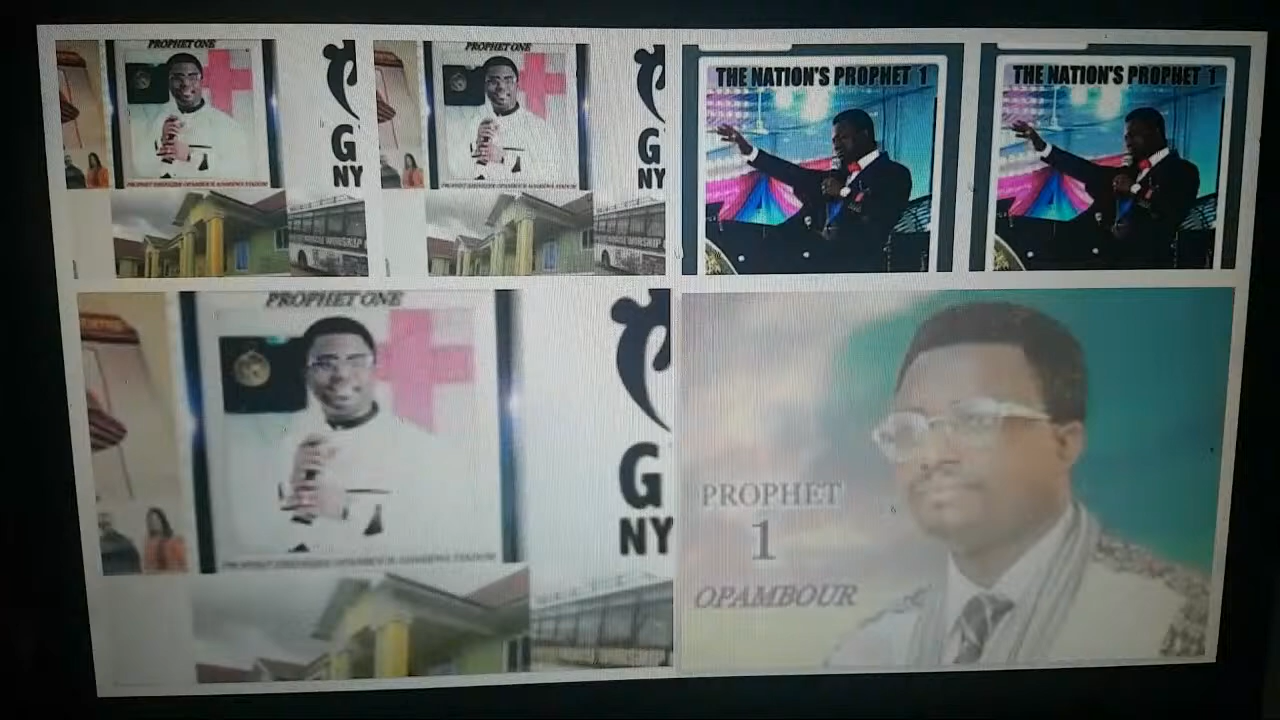 PROPHET ONE
G
NY
PROPHET ONE
G
NY
THE NATION'S PROPHET 1
THE NATION'S PROPHET 1
PROPHET ONE
G
NY
PROPHET
1
OPAMBOUR